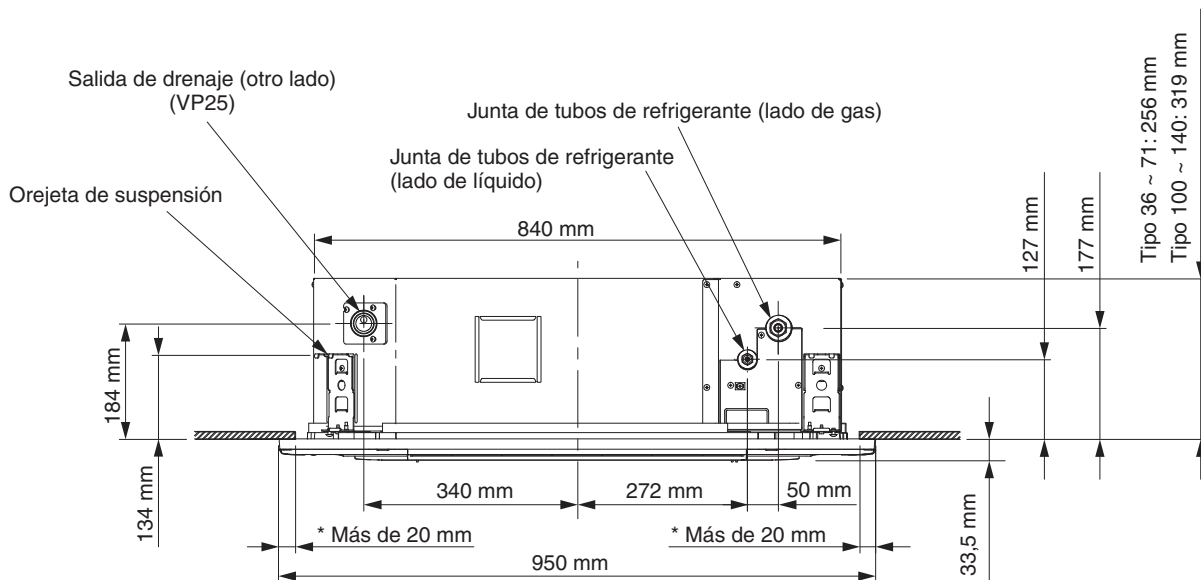 Salida de drenaje (otro lado)
(VP25)
Junta de tubos de refrigerante (lado de gas)
Junta de tubos de refrigerante
(lado de líquido)
Orejeta de suspensión
840 mm
Tipo 36 ~ 71: 256 mm
Tipo 100 ~ 140: 319 mm
127 mm
177 mm
184 mm
134 mm
340 mm
272 mm
50 mm
33,5 mm
* Más de 20 mm
* Más de 20 mm
950 mm